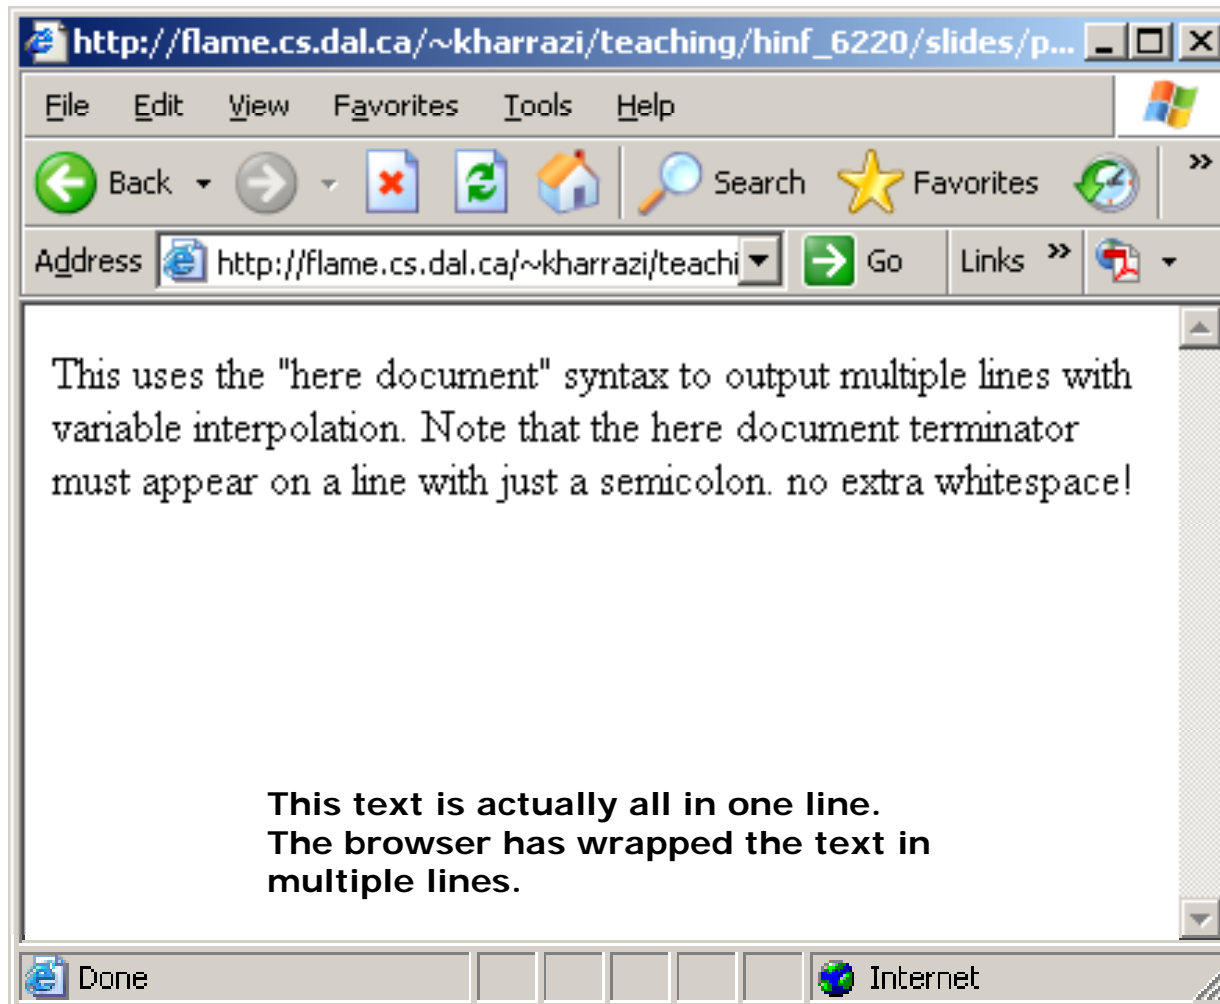 http://flame.cs.dal.ca/~kharrazi/teaching/hinf_6220/slides/p...
File Edit View Favorites Tools Help
Back Search Favorites »
Address http://flame.cs.dal.ca/~kharrazi/teachi Go Links »
This uses the "here document" syntax to output multiple lines with
variable interpolation. Note that the here document terminator
must appear on a line with just a semicolon. no extra whitespace!
This text is actually all in one line.
The browser has wrapped the text in
multiple lines.
Done Internet